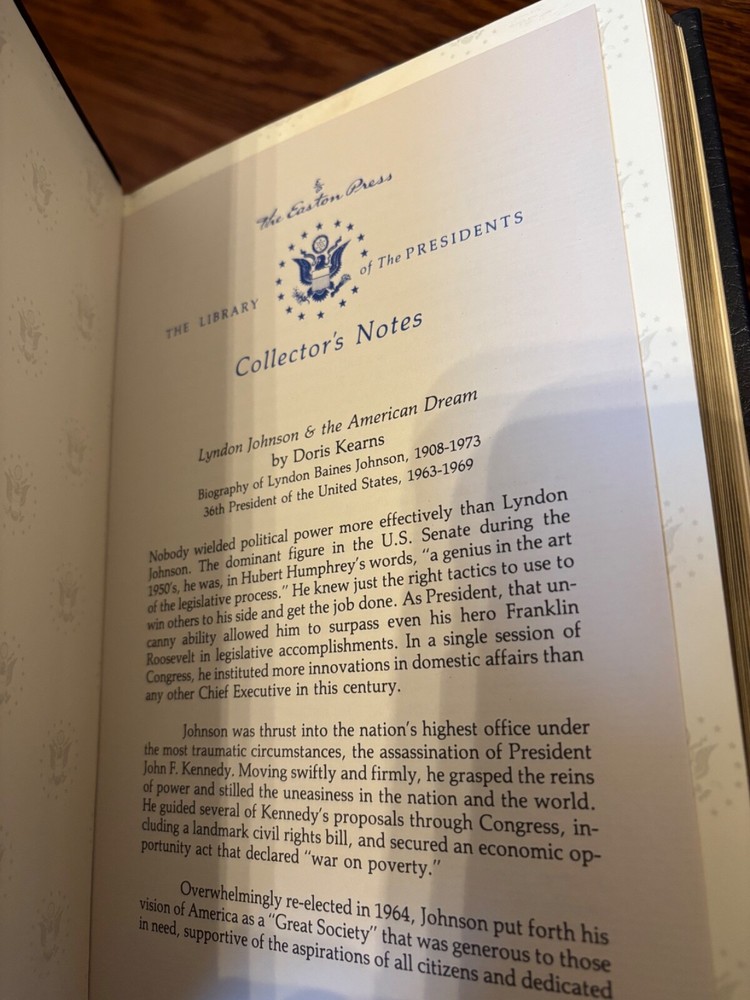 The Easton Press
THE LIBRARY of The PRESIDENTS
Collector's Notes
Lyndon Johnson & the American Dream
by Doris Kearns
Biography of Lyndon Baines Johnson, 1908-1973
36th President of the United States, 1963-1969
Nobody wielded political power more effectively than Lyndon
Johnson. The dominant figure in the U.S. Senate during the
1950's, he was, in Hubert Humphrey's words, "a genius in the art
of the legislative process." He knew just the right tactics to use to
win others to his side and get the job done. As President, that un-
canny ability allowed him to surpass even his hero Franklin
Roosevelt in legislative accomplishments. In a single session of
Congress, he instituted more innovations in domestic affairs than
any other Chief Executive in this century.
Johnson was thrust into the nation's highest office under
the most traumatic circumstances, the assassination of President
John F. Kennedy. Moving swiftly and firmly, he grasped the reins
of power and stilled the uneasiness in the nation and the world.
He guided several of Kennedy's proposals through Congress, in-
cluding a landmark civil rights bill, and secured an economic op-
portunity act that declared "war on poverty."
Overwhelmingly re-elected in 1964, Johnson put forth his
vision of America as a "Great Society" that was generous to those
in need, supportive of the aspirations of all citizens and dedicated